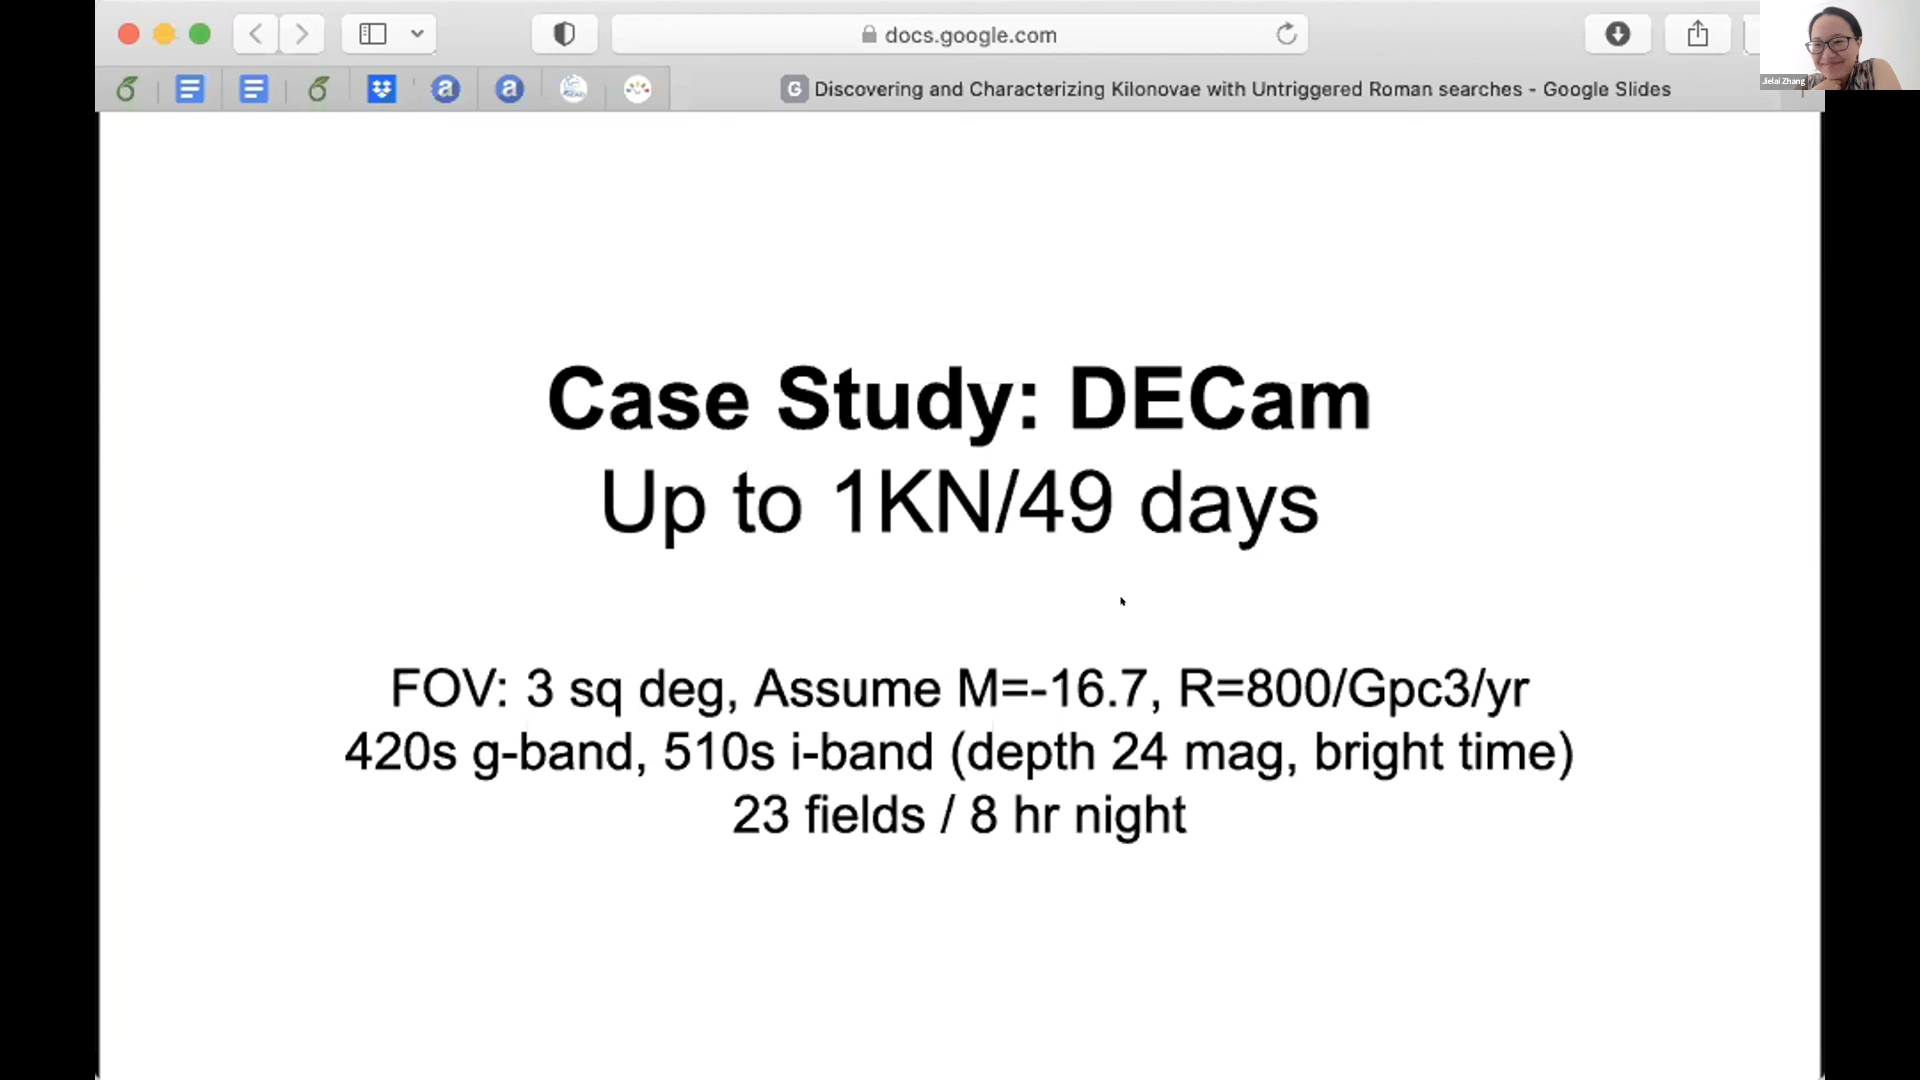 docs.google.com
Discovering and Characterizing Kilonovae with Untriggered Roman searches - Google Slides
Jielai Zhang
Case Study: DECam
Up to 1KN/49 days
FOV: 3 sq deg, Assume M=-16.7, R=800/Gpc3/yr
420s g-band, 510s i-band (depth 24 mag, bright time)
23 fields / 8 hr night